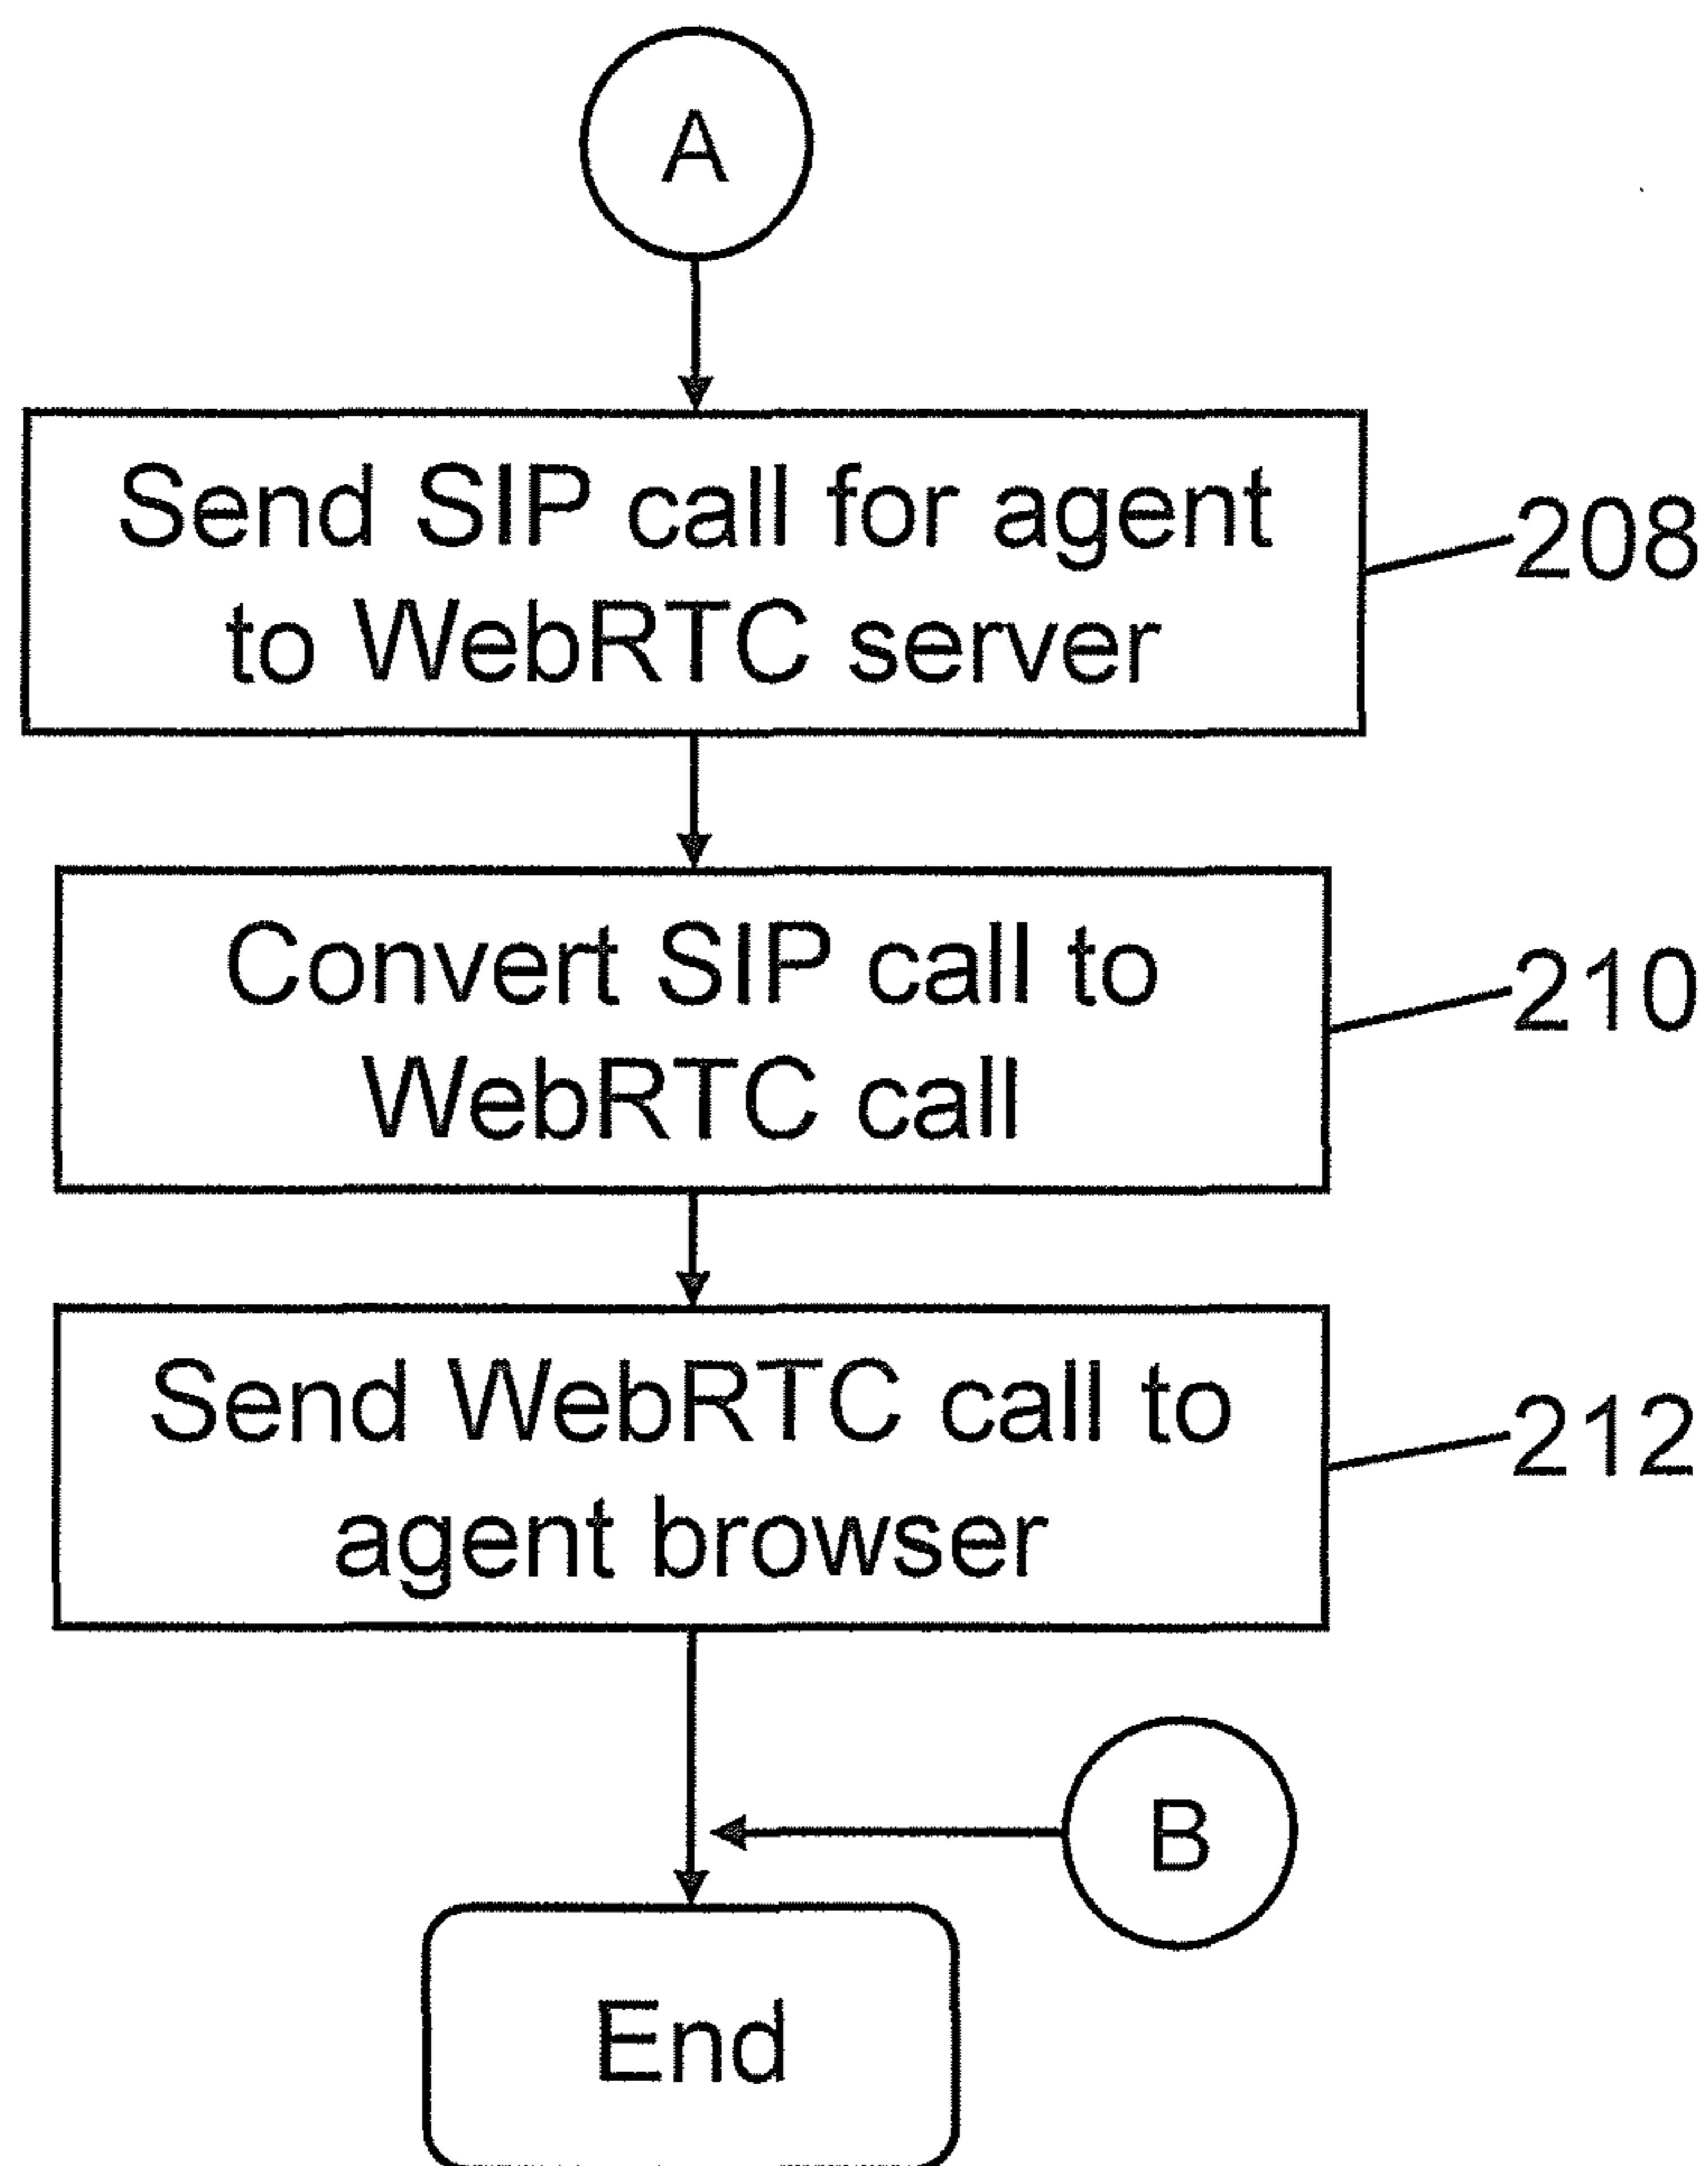 A
Send SIP call for agent
to WebRTC server
208
Convert SIP call to
WebRTC call
210
Send WebRTC call to
agent browser
212
B
End